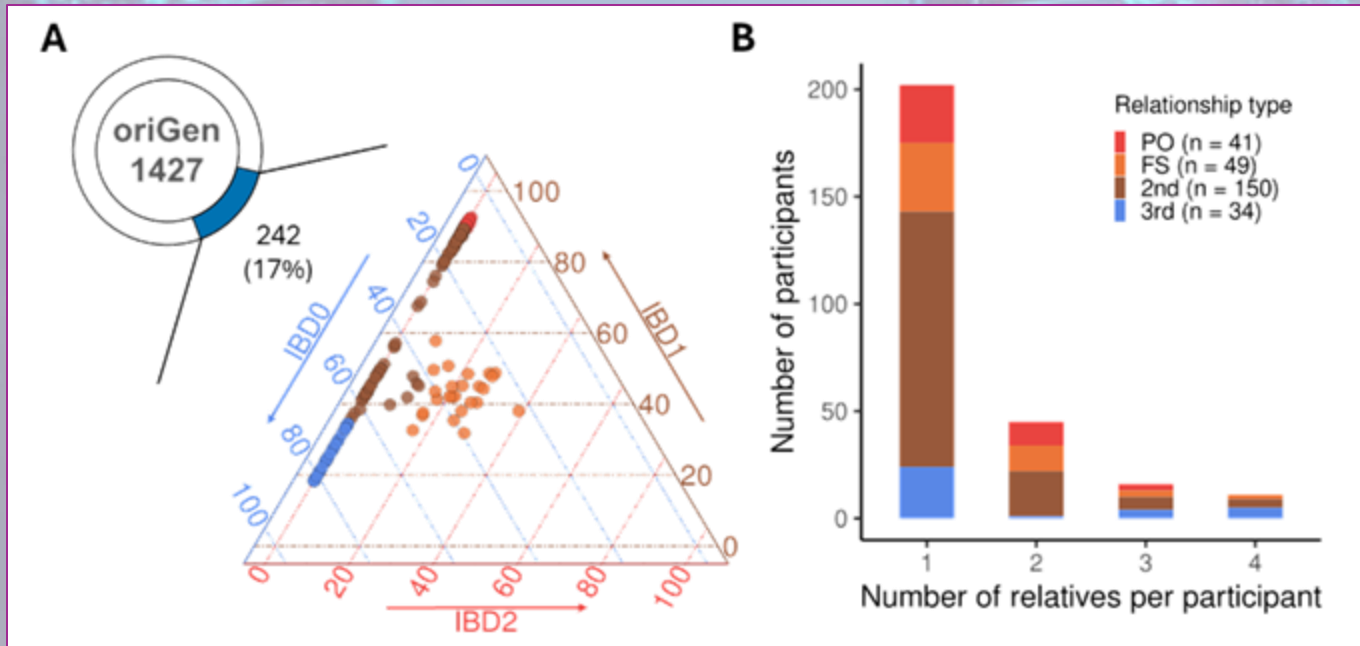 A
oriGen
1427
242
(17%)
0
20
40
60
80
100
IBD0
100
80
60
40
20
0
IBD1
0
20
40
60
80
100
IBD2
B
Number of participants
200
150
100
50
0
Relationship type
PO (n = 41)
FS (n = 49)
2nd (n = 150)
3rd (n = 34)
1 2 3 4
Number of relatives per participant